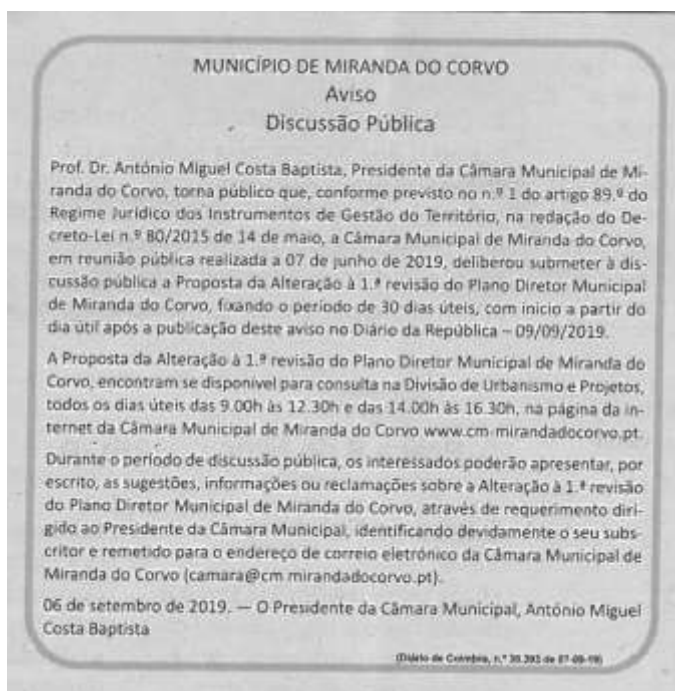 MUNICÍPIO DE MIRANDA DO CORVO
Aviso
Discussão Pública
Prof. Dr. António Miguel Costa Baptista, Presidente da Câmara Municipal de Mi-
randa do Corvo, torna público que, conforme previsto no n.º 1 do artigo 89.º do
Regime Jurídico dos Instrumentos de Gestão do Território, na redação do De-
creto-Lei n.º 80/2015 de 14 de maio, a Câmara Municipal de Miranda do Corvo,
em reunião pública realizada a 07 de junho de 2019, deliberou submeter à dis-
cussão pública a Proposta da Alteração à 1.ª revisão do Plano Diretor Municipal
de Miranda do Corvo, fixando o período de 30 dias úteis, com inicio a partir do
dia útil após a publicação deste aviso no Diário da República – 09/09/2019.
A Proposta da Alteração à 1.ª revisão do Plano Diretor Municipal de Miranda do
Corvo, encontram se disponível para consulta na Divisão de Urbanismo e Projetos,
todos os dias úteis das 9.00h às 12.30h e das 14.00h às 16.30h, na página da in-
ternet da Câmara Municipal de Miranda do Corvo www.cm-mirandadocorvo.pt.
Durante o período de discussão pública, os interessados poderão apresentar, por
escrito, as sugestões, informações ou reclamações sobre a Alteração à 1.ª revisão
do Plano Diretor Municipal de Miranda do Corvo, através de requerimento diri-
gido ao Presidente da Câmara Municipal, identificando devidamente o seu subs-
critor e remetido para o endereço de correio eletrónico da Câmara Municipal de
Miranda do Corvo (camara@cm-mirandadocorvo.pt).
06 de setembro de 2019. — O Presidente da Câmara Municipal, António Miguel
Costa Baptista
(Diário de Coimbra, n.º 30.393 de 07-09-19)